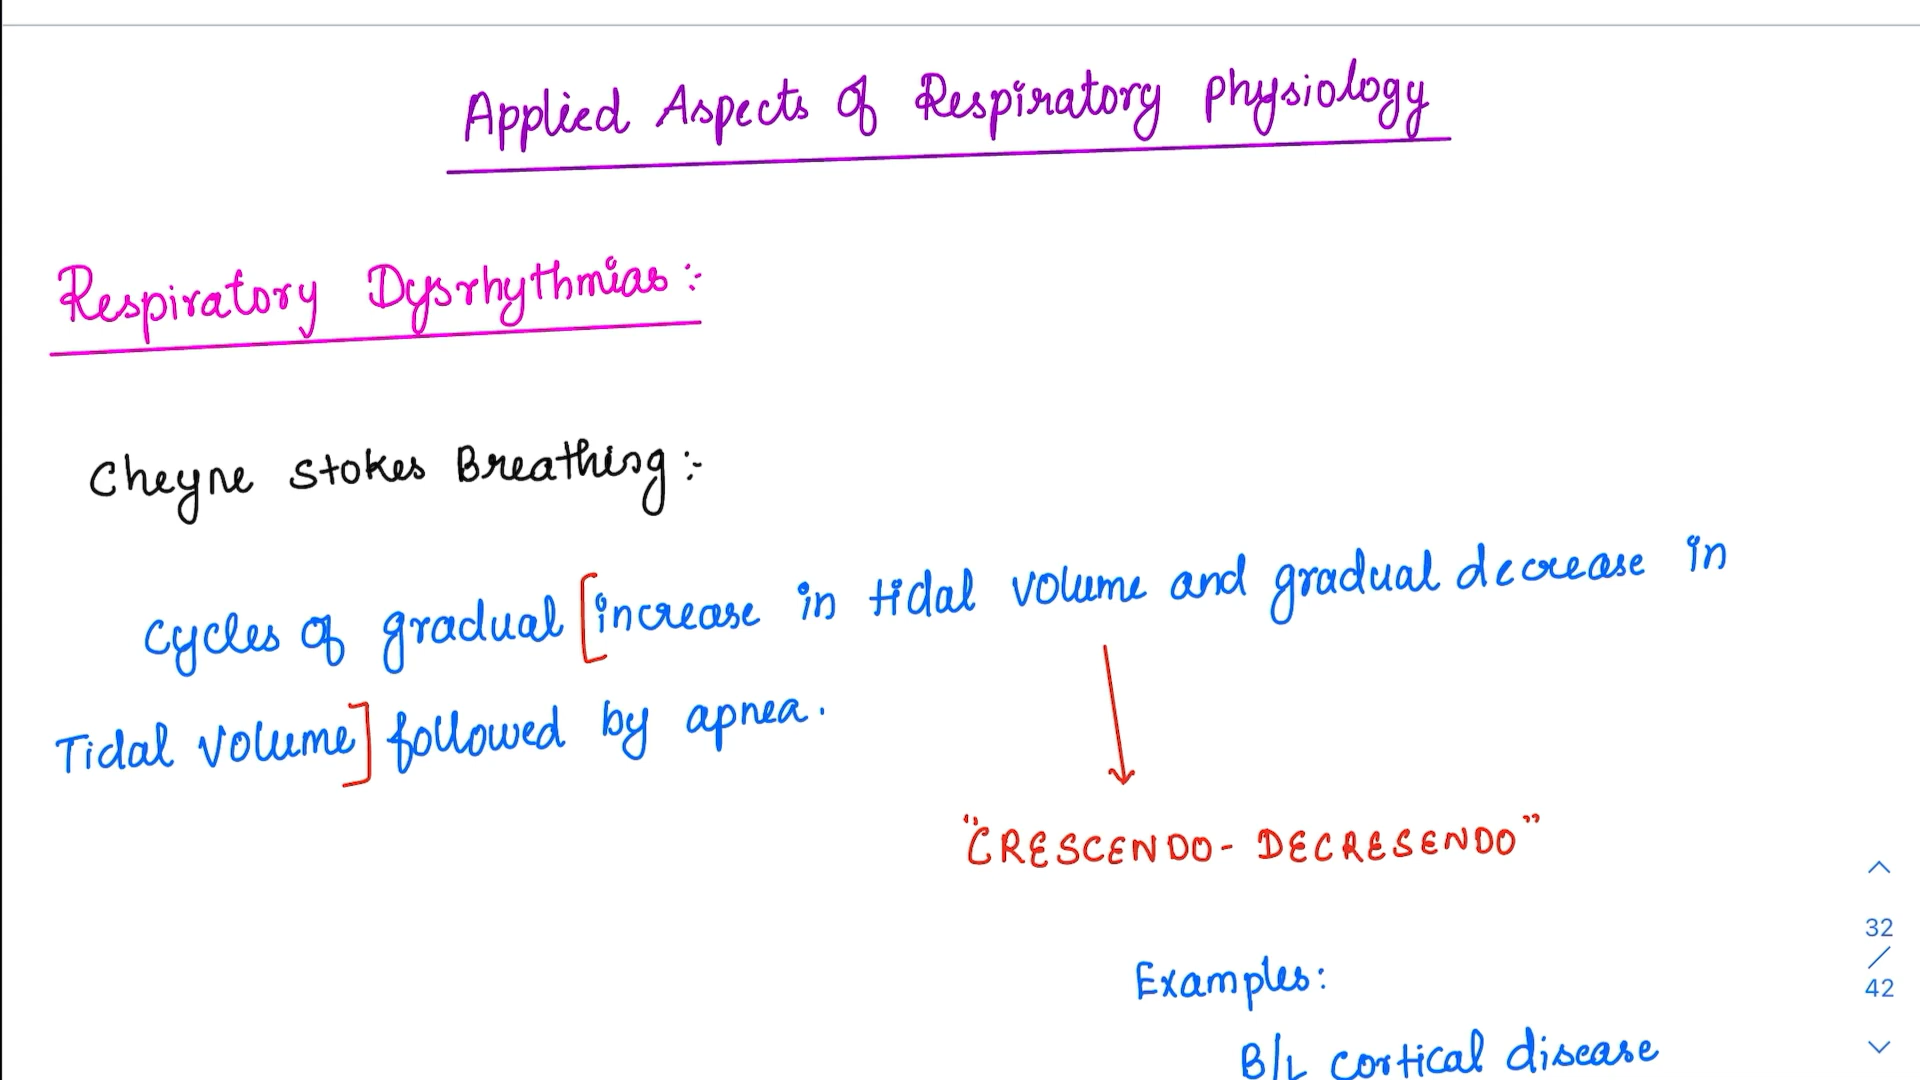 Applied Aspects of Respiratory Physiology
Respiratory Dysrhythmias :-
Cheyne Stokes Breathing :-
Cycles of gradual [increase in tidal volume and gradual decrease in
Tidal volume] followed by apnea.
"CRESCENDO - DECRESENDO"
Examples:
B/L cortical disease
32
/
42